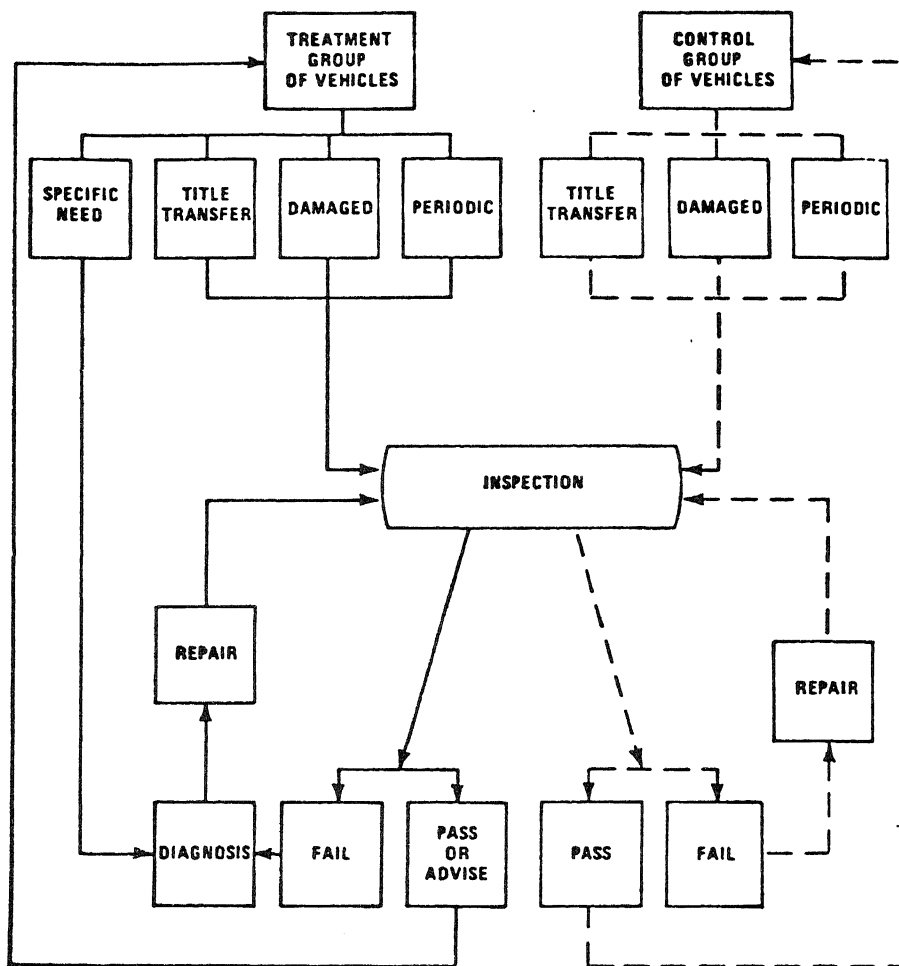 TREATMENT
GROUP
OF VEHICLES
CONTROL
GROUP
OF VEHICLES
SPECIFIC
NEED
TITLE
TRANSFER
DAMAGED
PERIODIC
TITLE
TRANSFER
DAMAGED
PERIODIC
INSPECTION
REPAIR
REPAIR
DIAGNOSIS
FAIL
PASS
OR
ADVISE
PASS
FAIL